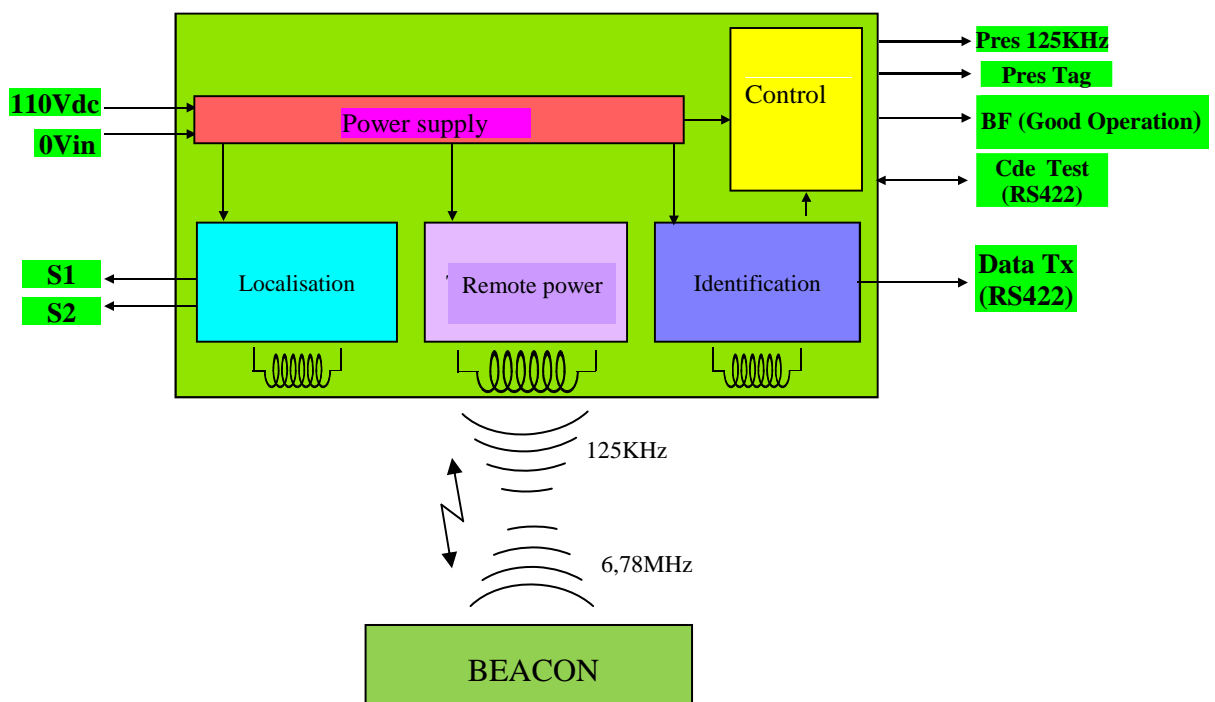 110Vdc
0Vin
Power supply
Control
Pres 125KHz
Pres Tag
BF (Good Operation)
Cde Test
(RS422)
S1
S2
Localisation
Remote power
Identification
Data Tx
(RS422)
125KHz
6,78MHz
BEACON